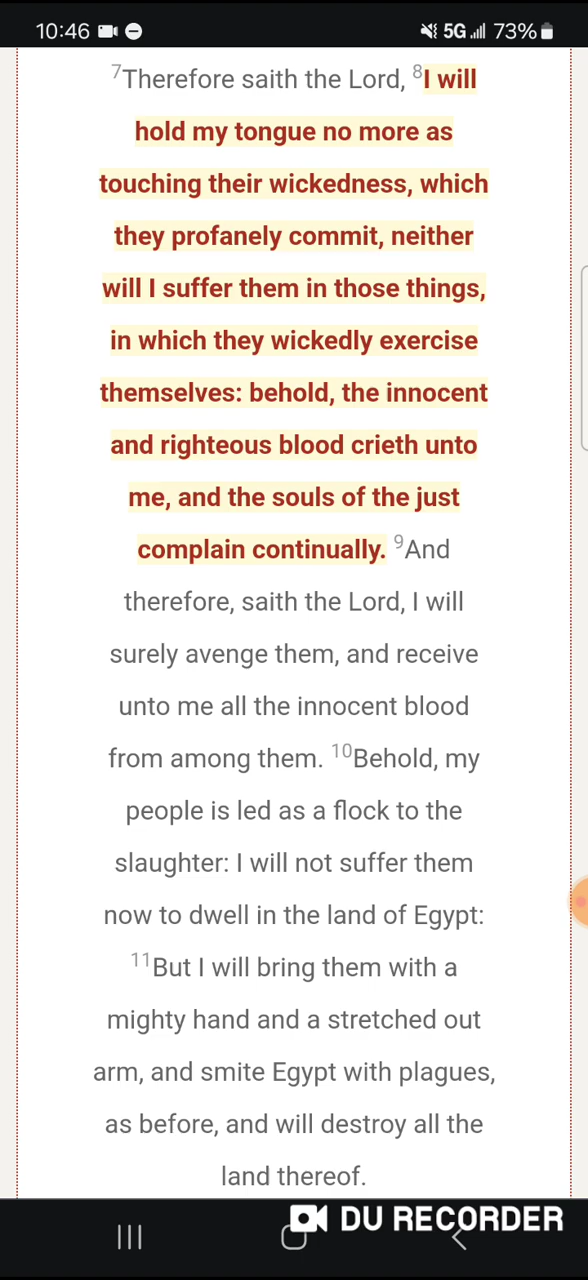 10:46 5G 73%
7Therefore saith the Lord, 8I will
hold my tongue no more as
touching their wickedness, which
they profanely commit, neither
will I suffer them in those things,
in which they wickedly exercise
themselves: behold, the innocent
and righteous blood crieth unto
me, and the souls of the just
complain continually. 9And
therefore, saith the Lord, I will
surely avenge them, and receive
unto me all the innocent blood
from among them. 10Behold, my
people is led as a flock to the
slaughter: I will not suffer them
now to dwell in the land of Egypt:
11But I will bring them with a
mighty hand and a stretched out
arm, and smite Egypt with plagues,
as before, and will destroy all the
land thereof.
DU RECORDER